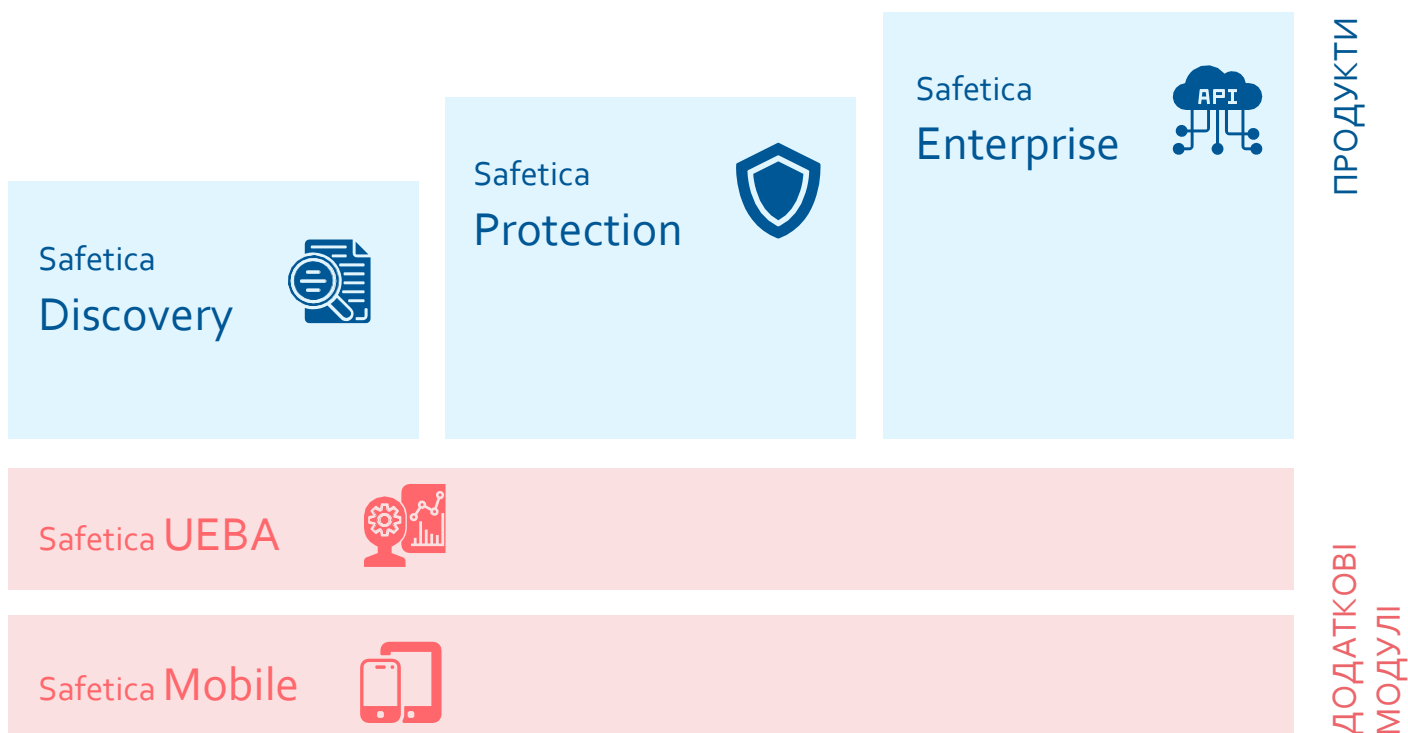 Safetica
Discovery
Safetica
Protection
Safetica
Enterprise
API
ПРОДУКТИ
Safetica UEBA
Safetica Mobile
ДОДАТКОВІ
МОДУЛІ